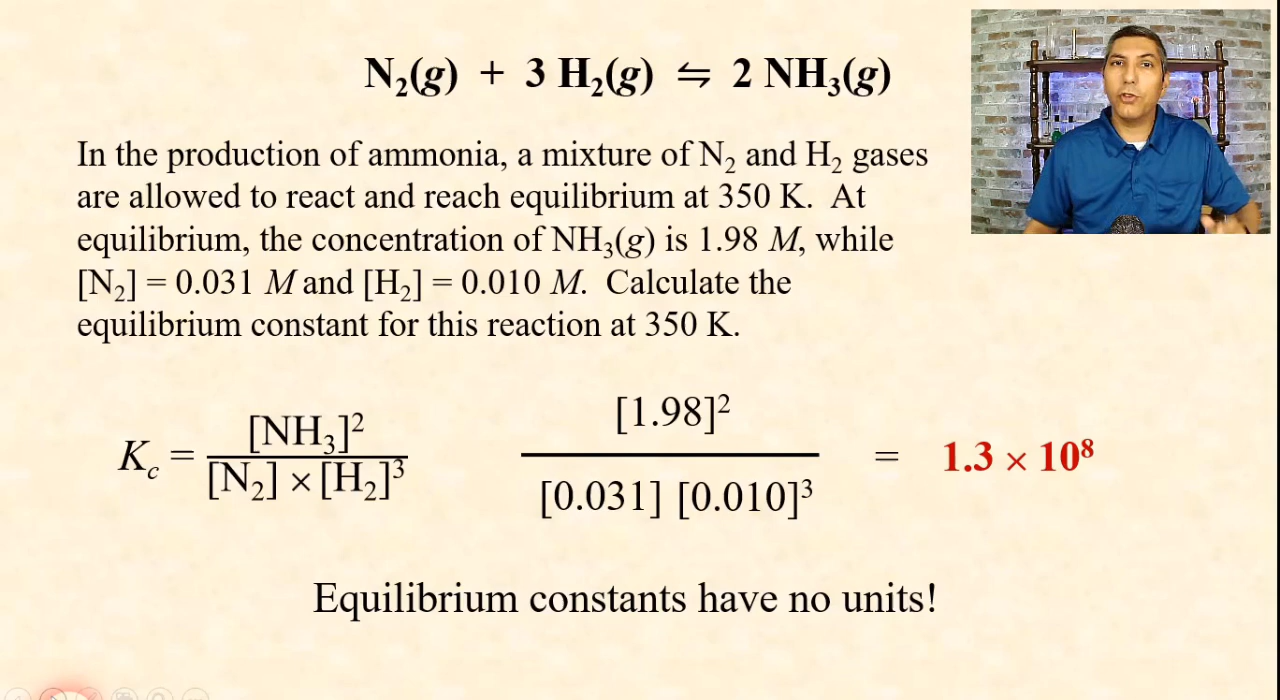 N₂(g) + 3 H₂(g) ⇋ 2 NH₃(g)
In the production of ammonia, a mixture of N₂ and H₂ gases
are allowed to react and reach equilibrium at 350 K. At
equilibrium, the concentration of NH₃(g) is 1.98 M, while
[N₂] = 0.031 M and [H₂] = 0.010 M. Calculate the
equilibrium constant for this reaction at 350 K.
K_c = [NH₃]² / [N₂] × [H₂]³   [1.98]² / [0.031] [0.010]³ = 1.3 × 10⁸
Equilibrium constants have no units!